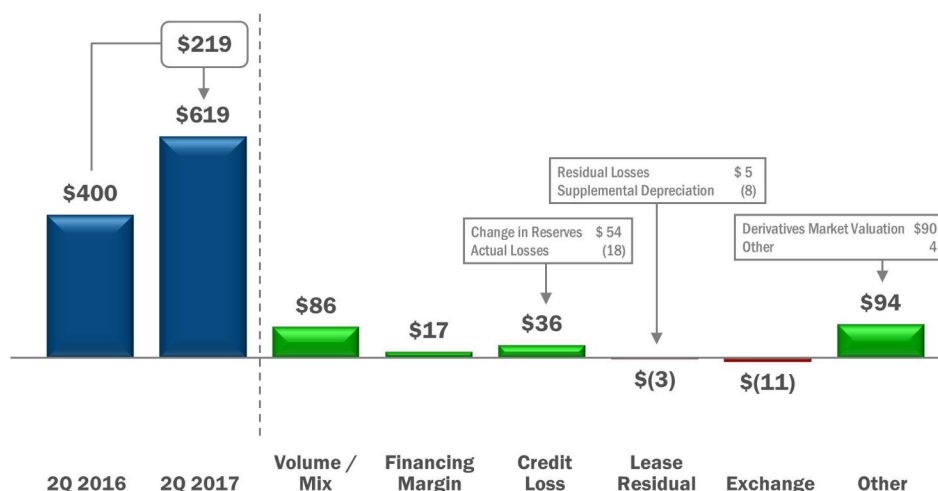 $219
$619
$400
Residual Losses $ 5
Supplemental Depreciation (8)
Change in Reserves $ 54
Actual Losses (18)
Derivatives Market Valuation $90
Other 4
$86
$17
$36
$94
$(3)
$(11)
2Q 2016
2Q 2017
Volume /
Mix
Financing
Margin
Credit
Loss
Lease
Residual
Exchange
Other